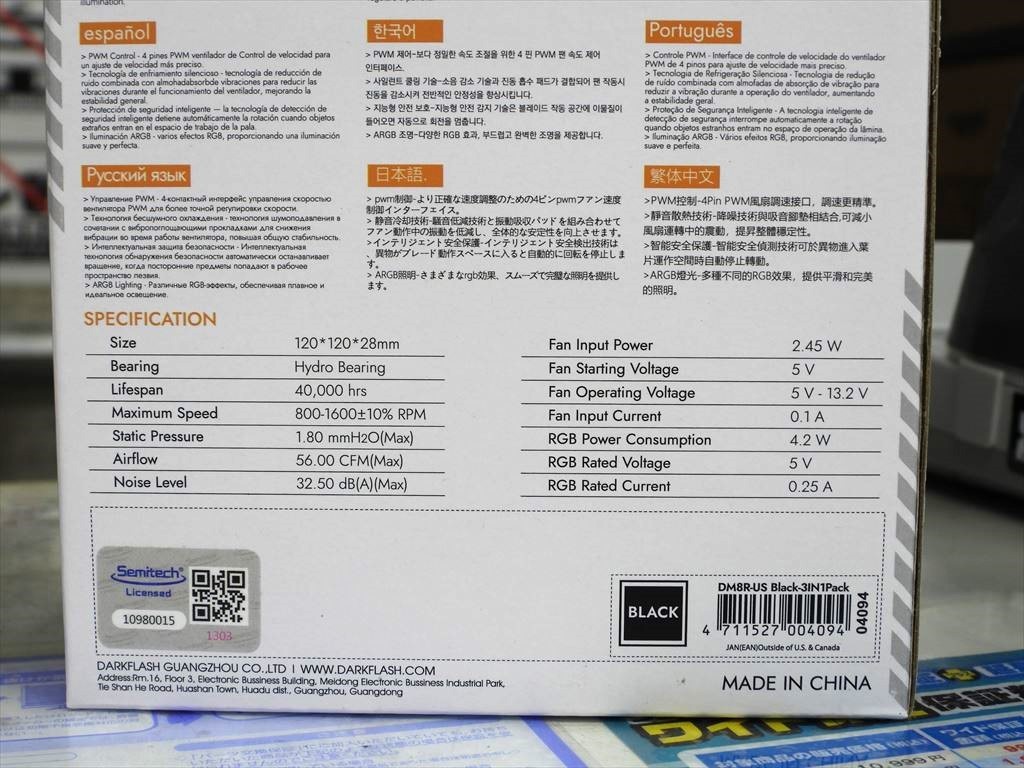 illumination.
español
> PWM Control - 4 pines PWM ventilador de Control de velocidad para
un ajuste de velocidad más preciso.
> Tecnología de enfriamiento silencioso - tecnología de reducción de
ruido combinada con almohadabsorbde vibraciones para reducir las
vibraciones durante el funcionamiento del ventilador, mejorando la
estabilidad general.
> Protección de seguridad inteligente — la tecnología de detección de
seguridad inteligente detiene automáticamente la rotación cuando objetos
extraños entran en el espacio de trabajo de la pala.
> Iluminación ARGB - varios efectos RGB, proporcionando una iluminación
suave y perfecta.
한국어
> PWM 제어-보다 정밀한 속도 조절을 위한 4 핀 PWM 팬 속도 제어
인터페이스.
> 사일런트 쿨링 기술-소음 감소 기술과 진동 흡수 패드가 결합되어 팬 작동시
진동을 감소시켜 전반적인 안정성을 향상시킵니다.
> 지능형 안전 보호-지능형 안전 감지 기술은 블레이드 작동 공간에 이물질이
들어오면 자동으로 회전을 멈춥니다.
> ARGB 조명-다양한 RGB 효과, 부드럽고 완벽한 조명을 제공합니다.
Português
> Controle PWM - Interface de controle de velocidade do ventilador
PWM de 4 pinos para ajuste de velocidade mais preciso.
> Tecnologia de Refrigeração Silenciosa - Tecnologia de redução
de ruído combinada com almofadas de absorção de vibração para
reduzir a vibração durante a operação do ventilador, aumentando
a estabilidade geral.
> Proteção de Segurança Inteligente - A tecnologia inteligente de
detecção de segurança interrompe automaticamente a rotação
quando objetos estranhos entram no espaço de operação da lâmina.
> Iluminação ARGB - Vários efeitos RGB, proporcionando iluminação
suave e perfeita.
Русский язык
> Управление PWM - 4-контактный интерфейс управления скоростью
вентилятора PWM для более точной регулировки скорости.
> Технология бесшумного охлаждения - технология шумоподавления в
сочетании с вибропоглощающими прокладками для снижения
вибрации во время работы вентилятора, повышая общую стабильность.
> Интеллектуальная защита безопасности - Интеллектуальная
технология обнаружения безопасности автоматически останавливает
вращение, когда посторонние предметы попадают в рабочее
пространство лезвия.
> ARGB Lighting - Различные RGB-эффекты, обеспечивая плавное и
идеальное освещение.
日本語.
> pwm制御-より正確な速度調整のための4ピンpwmファン速度
制御インターフェイス。
> 静音冷却技術-騒音低減技術と振動吸収パッドを組み合わせて
ファン動作中の振動を低減し、全体的な安定性を向上させます。
>インテリジェント安全保護-インテリジェント安全検出技術は
、異物がブレード動作スペースに入ると自動的に回転を停止しま
す。
> ARGB照明-さまざまなrgb効果、スムーズで完璧な照明を提供し
ます。
繁体中文
>PWM控制-4Pin PWM風扇調速接口，調速更精準。
>靜音散熱技術-降噪技術與吸音腳墊相結合,可減小
風扇運轉中的震動，提昇整體穩定性。
>智能安全保護-智能安全偵測技術可於異物進入葉
片運作空間時自動停止轉動。
>ARGB燈光-多種不同的RGB效果，提供平滑和完美
的照明。
SPECIFICATION
Size 120*120*28mm
Bearing Hydro Bearing
Lifespan 40,000 hrs
Maximum Speed 800-1600±10% RPM
Static Pressure 1.80 mmH2O(Max)
Airflow 56.00 CFM(Max)
Noise Level 32.50 dB(A)(Max)
Fan Input Power 2.45 W
Fan Starting Voltage 5 V
Fan Operating Voltage 5 V - 13.2 V
Fan Input Current 0.1 A
RGB Power Consumption 4.2 W
RGB Rated Voltage 5 V
RGB Rated Current 0.25 A
Semitech®
Licensed
10980015
1303
BLACK
DM8R-US Black-3IN1Pack
4 711527 004094
04094
JAN(EAN)Outside of U.S. & Canada
DARKFLASH GUANGZHOU CO.,LTD I WWW.DARKFLASH.COM
Address:Rm.16, Floor 3, Electronic Bussiness Building, Meidong Electronic Bussiness Industrial Park,
Tie Shan He Road, Huashan Town, Huadu dist., Guangzhou, Guangdong
MADE IN CHINA
ワイド
保証